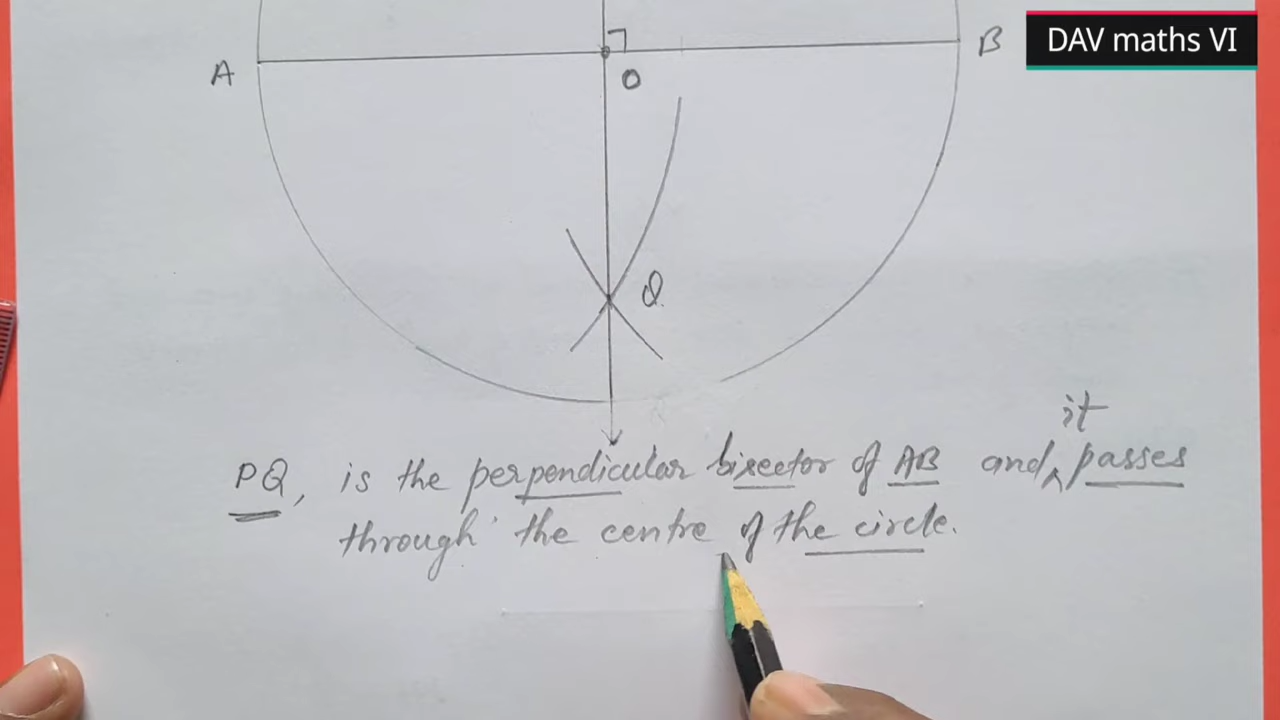 DAV maths VI
A
B
O
Q
it
PQ, is the perpendicular bisector of AB and ^ passes
through the centre of the circle.